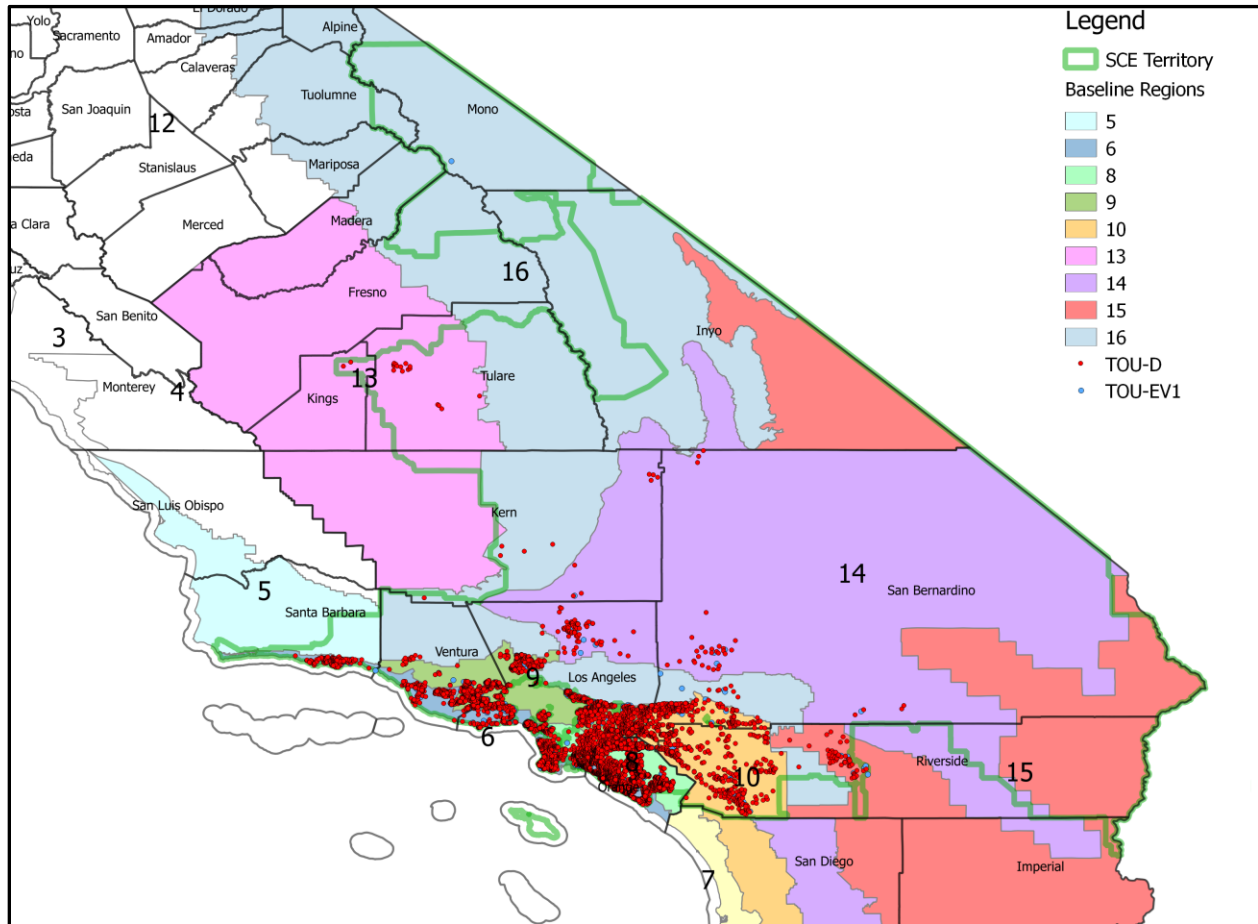 Legend
SCE Territory
Baseline Regions
5
6
8
9
10
13
14
15
16
TOU-D
TOU-EV1
Yolo
El Dorado
Alpine
Sacramento
Amador
Calaveras
Tuolumne
Mono
San Joaquin
12
Stanislaus
Mariposa
Merced
a Clara
Madera
16
Fresno
San Benito
3
Inyo
Monterey
4
13
Kings
Tulare
San Luis Obispo
Kern
14
San Bernardino
5
Santa Barbara
Ventura
9
Los Angeles
6
8
10
Riverside
15
7
San Diego
Imperial